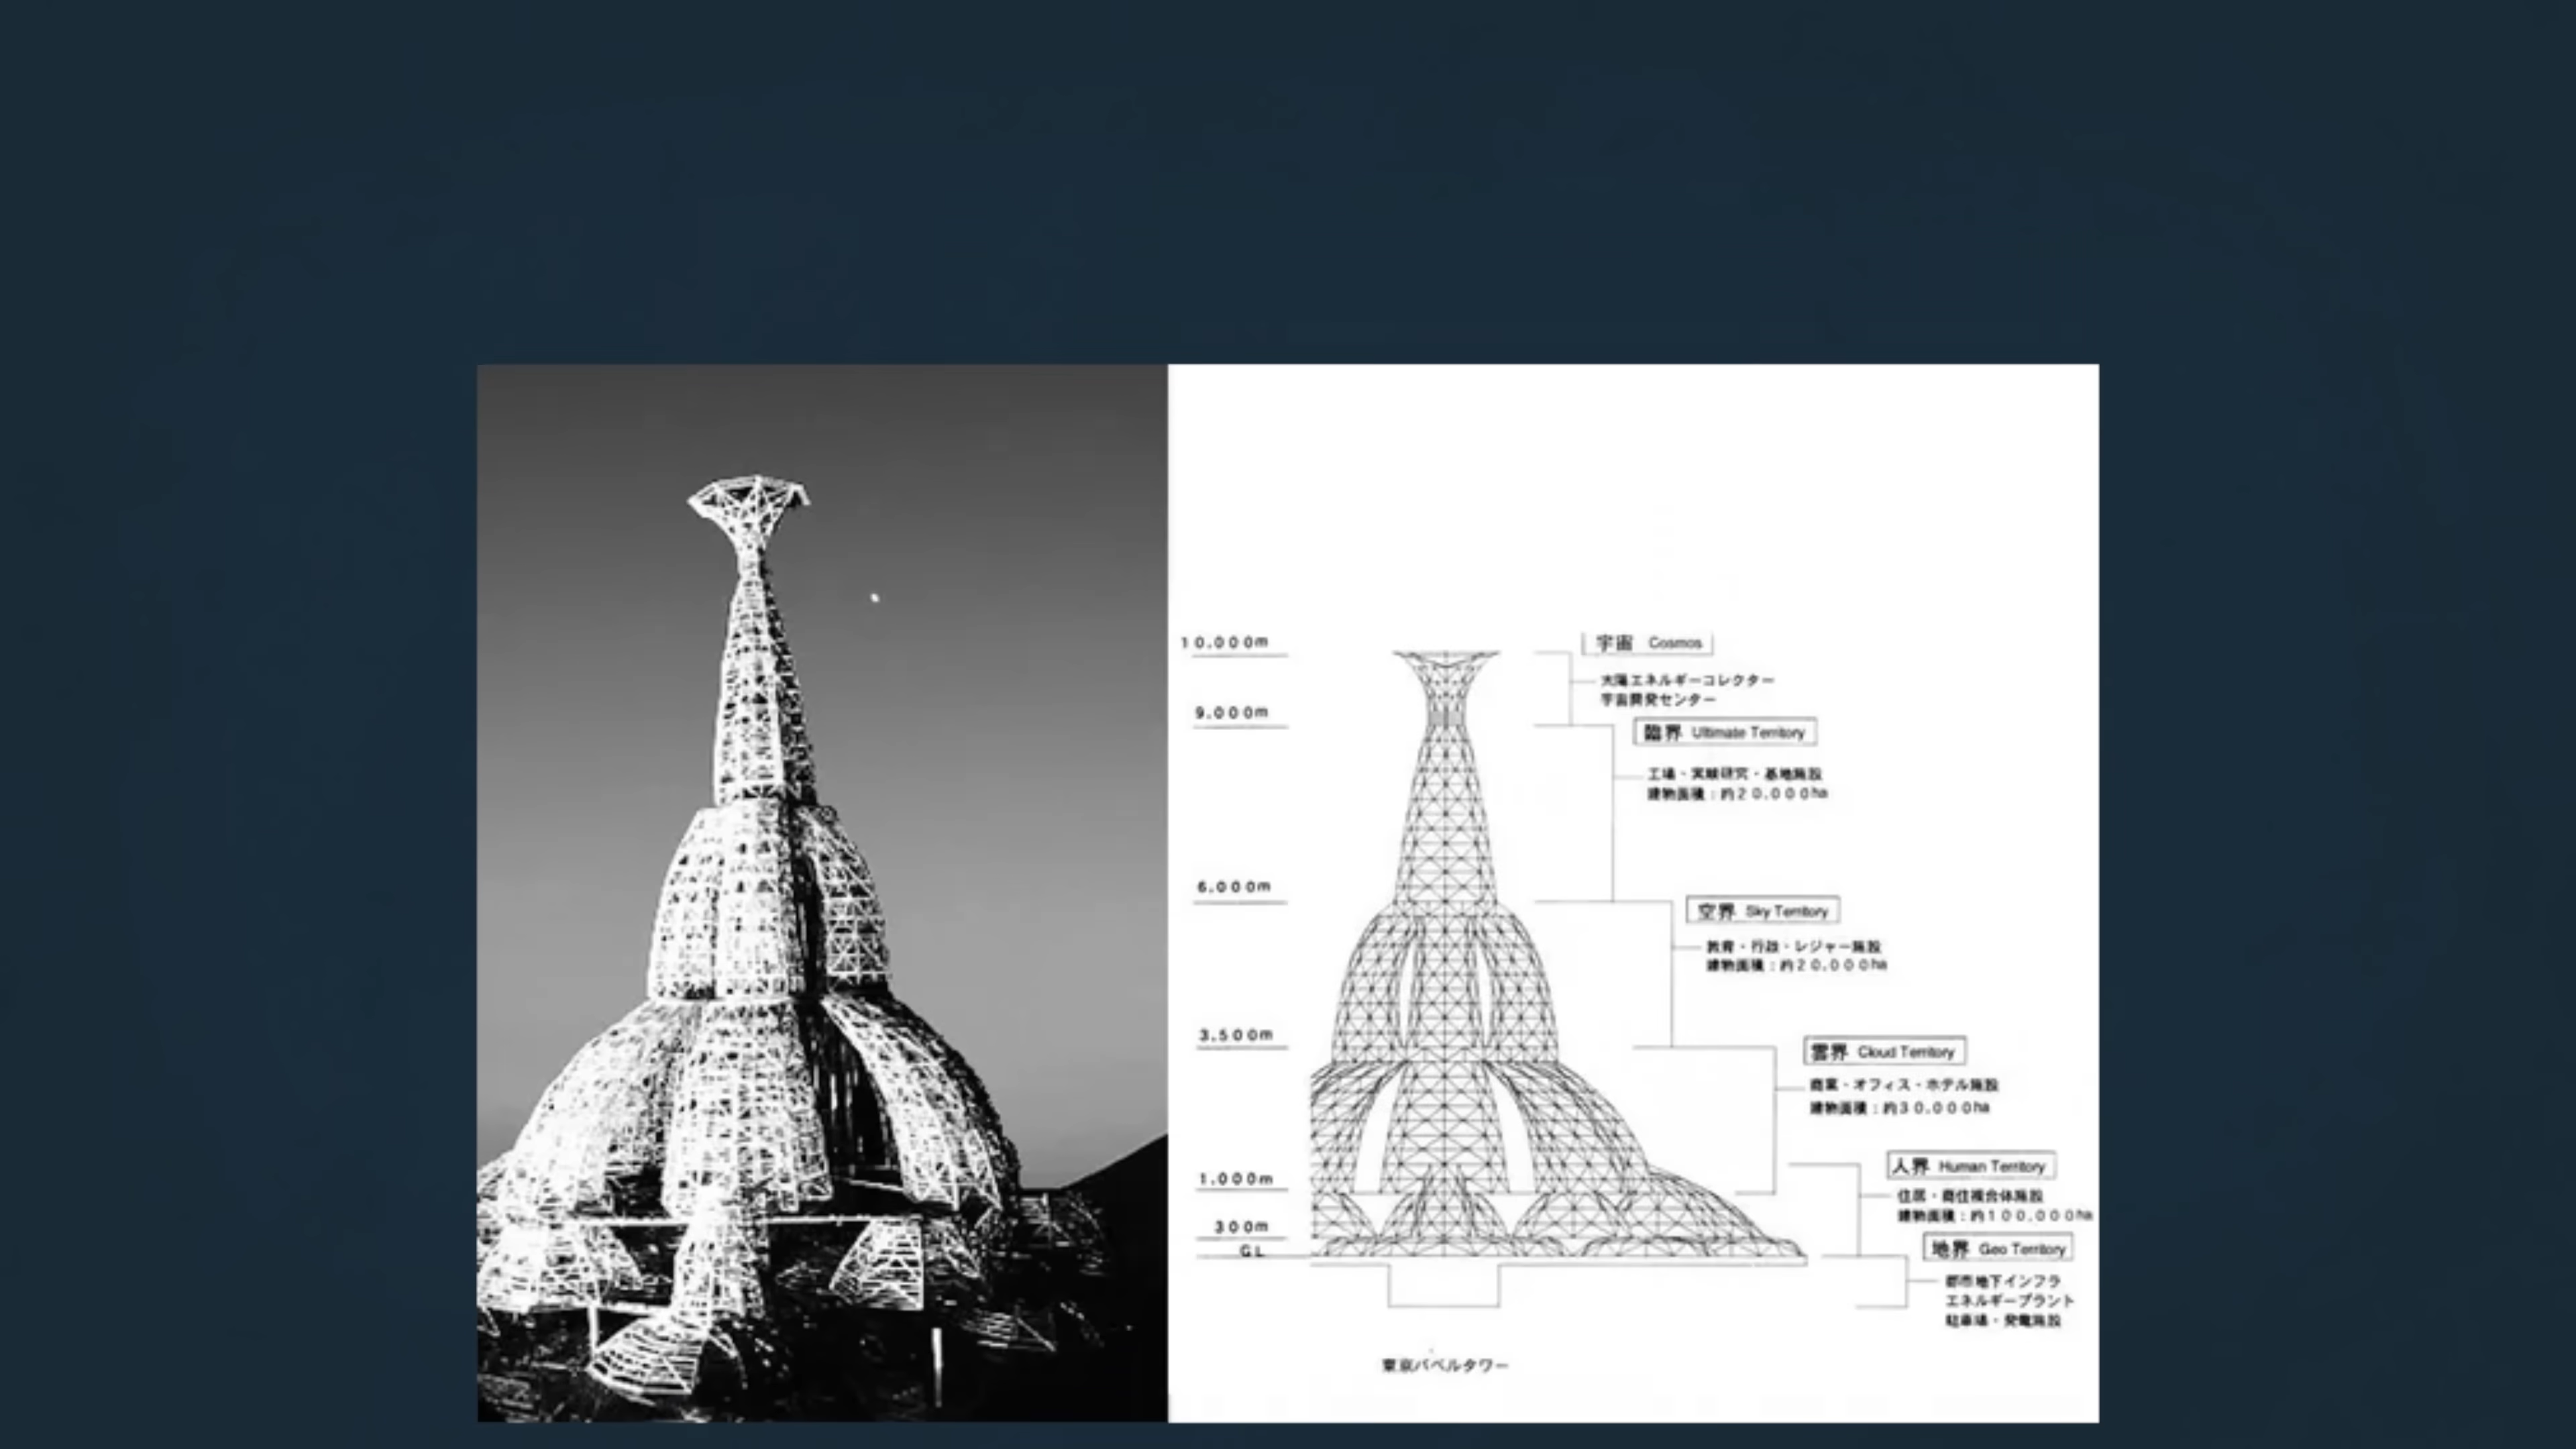 10.000m
宇宙 Cosmos
太陽エネルギーコレクター
宇宙開発センター
9.000m
臨界 Ultimate Territory
工場・実験研究・基地施設
建物面積：約20.000ha
6.000m
空界 Sky Territory
教育・行政・レジャー施設
建物面積：約20.000ha
3.500m
雲界 Cloud Territory
商業・オフィス・ホテル施設
建物面積：約30.000ha
1.000m
人界 Human Territory
住居・商住複合体施設
建物面積：約100.000ha
300m
GL
地界 Geo Territory
都市地下インフラ
エネルギープラント
駐車場・発電施設
東京バベルタワー